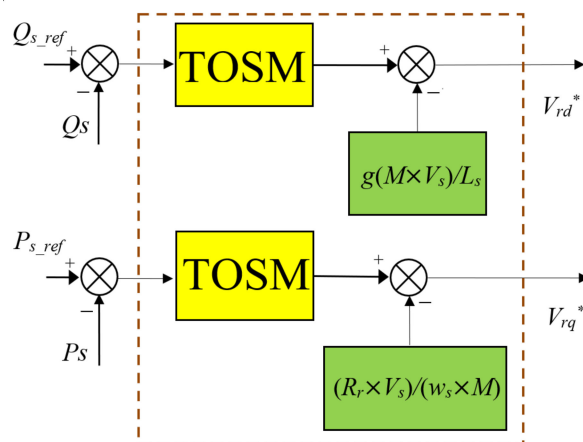 Qs_ref
+
−
Qs
TOSM
+
−
Vrd*
g(M×Vs)/Ls
Ps_ref
+
−
Ps
TOSM
+
−
Vrq*
(Rr×Vs)/(ws×M)